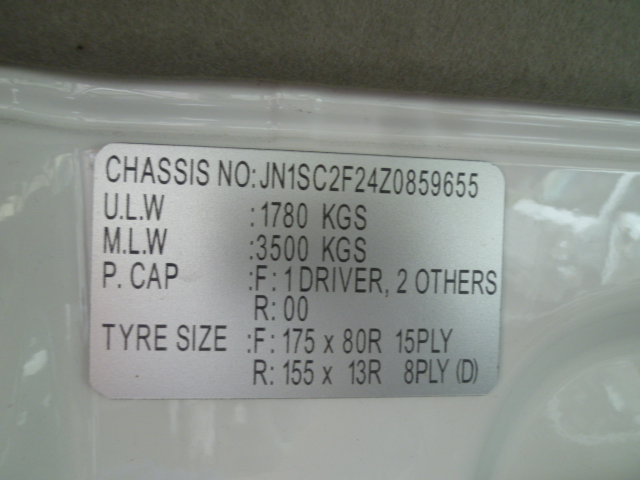 CHASSIS NO: JN1SC2F24Z0859655
U.L.W : 1780 KGS
M.L.W : 3500 KGS
P. CAP : F: 1 DRIVER, 2 OTHERS
R: 00
TYRE SIZE : F: 175 x 80R 15PLY
R: 155 x 13R 8PLY (D)